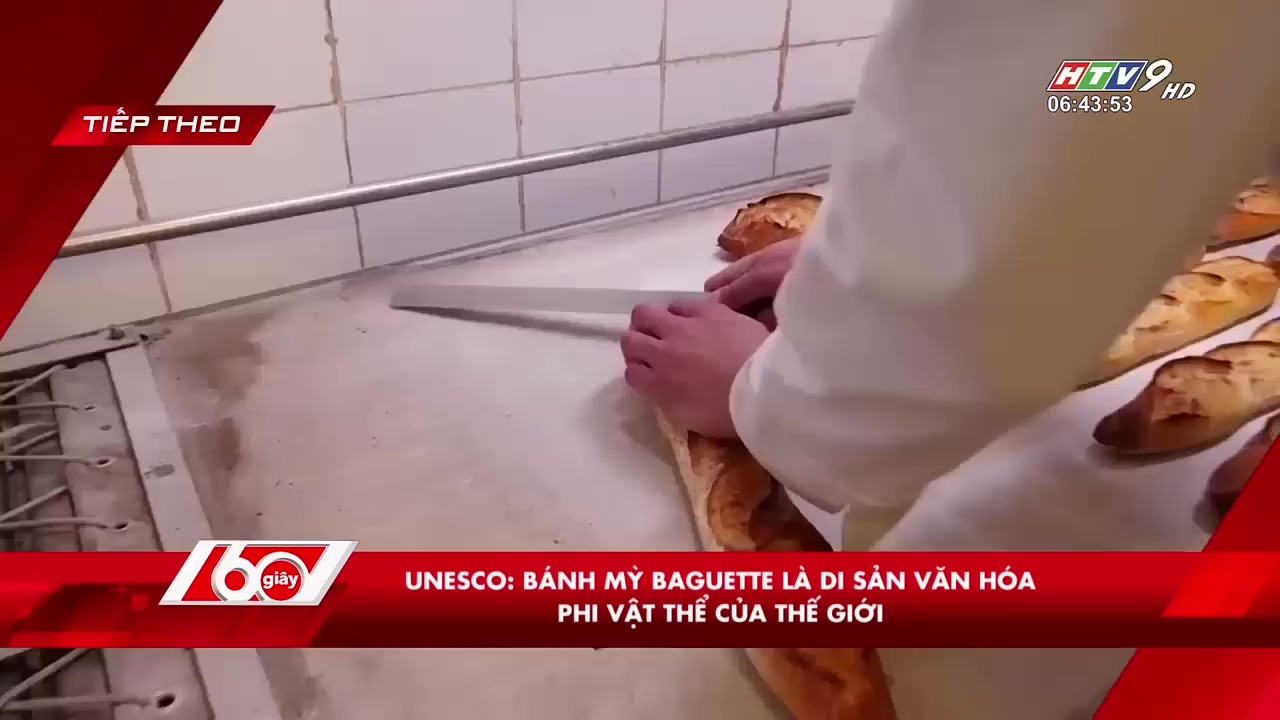 HTV9 HD
06:43:53
TIẾP THEO
60 giây
UNESCO: BÁNH MỲ BAGUETTE LÀ DI SẢN VĂN HÓA
PHI VẬT THỂ CỦA THẾ GIỚI